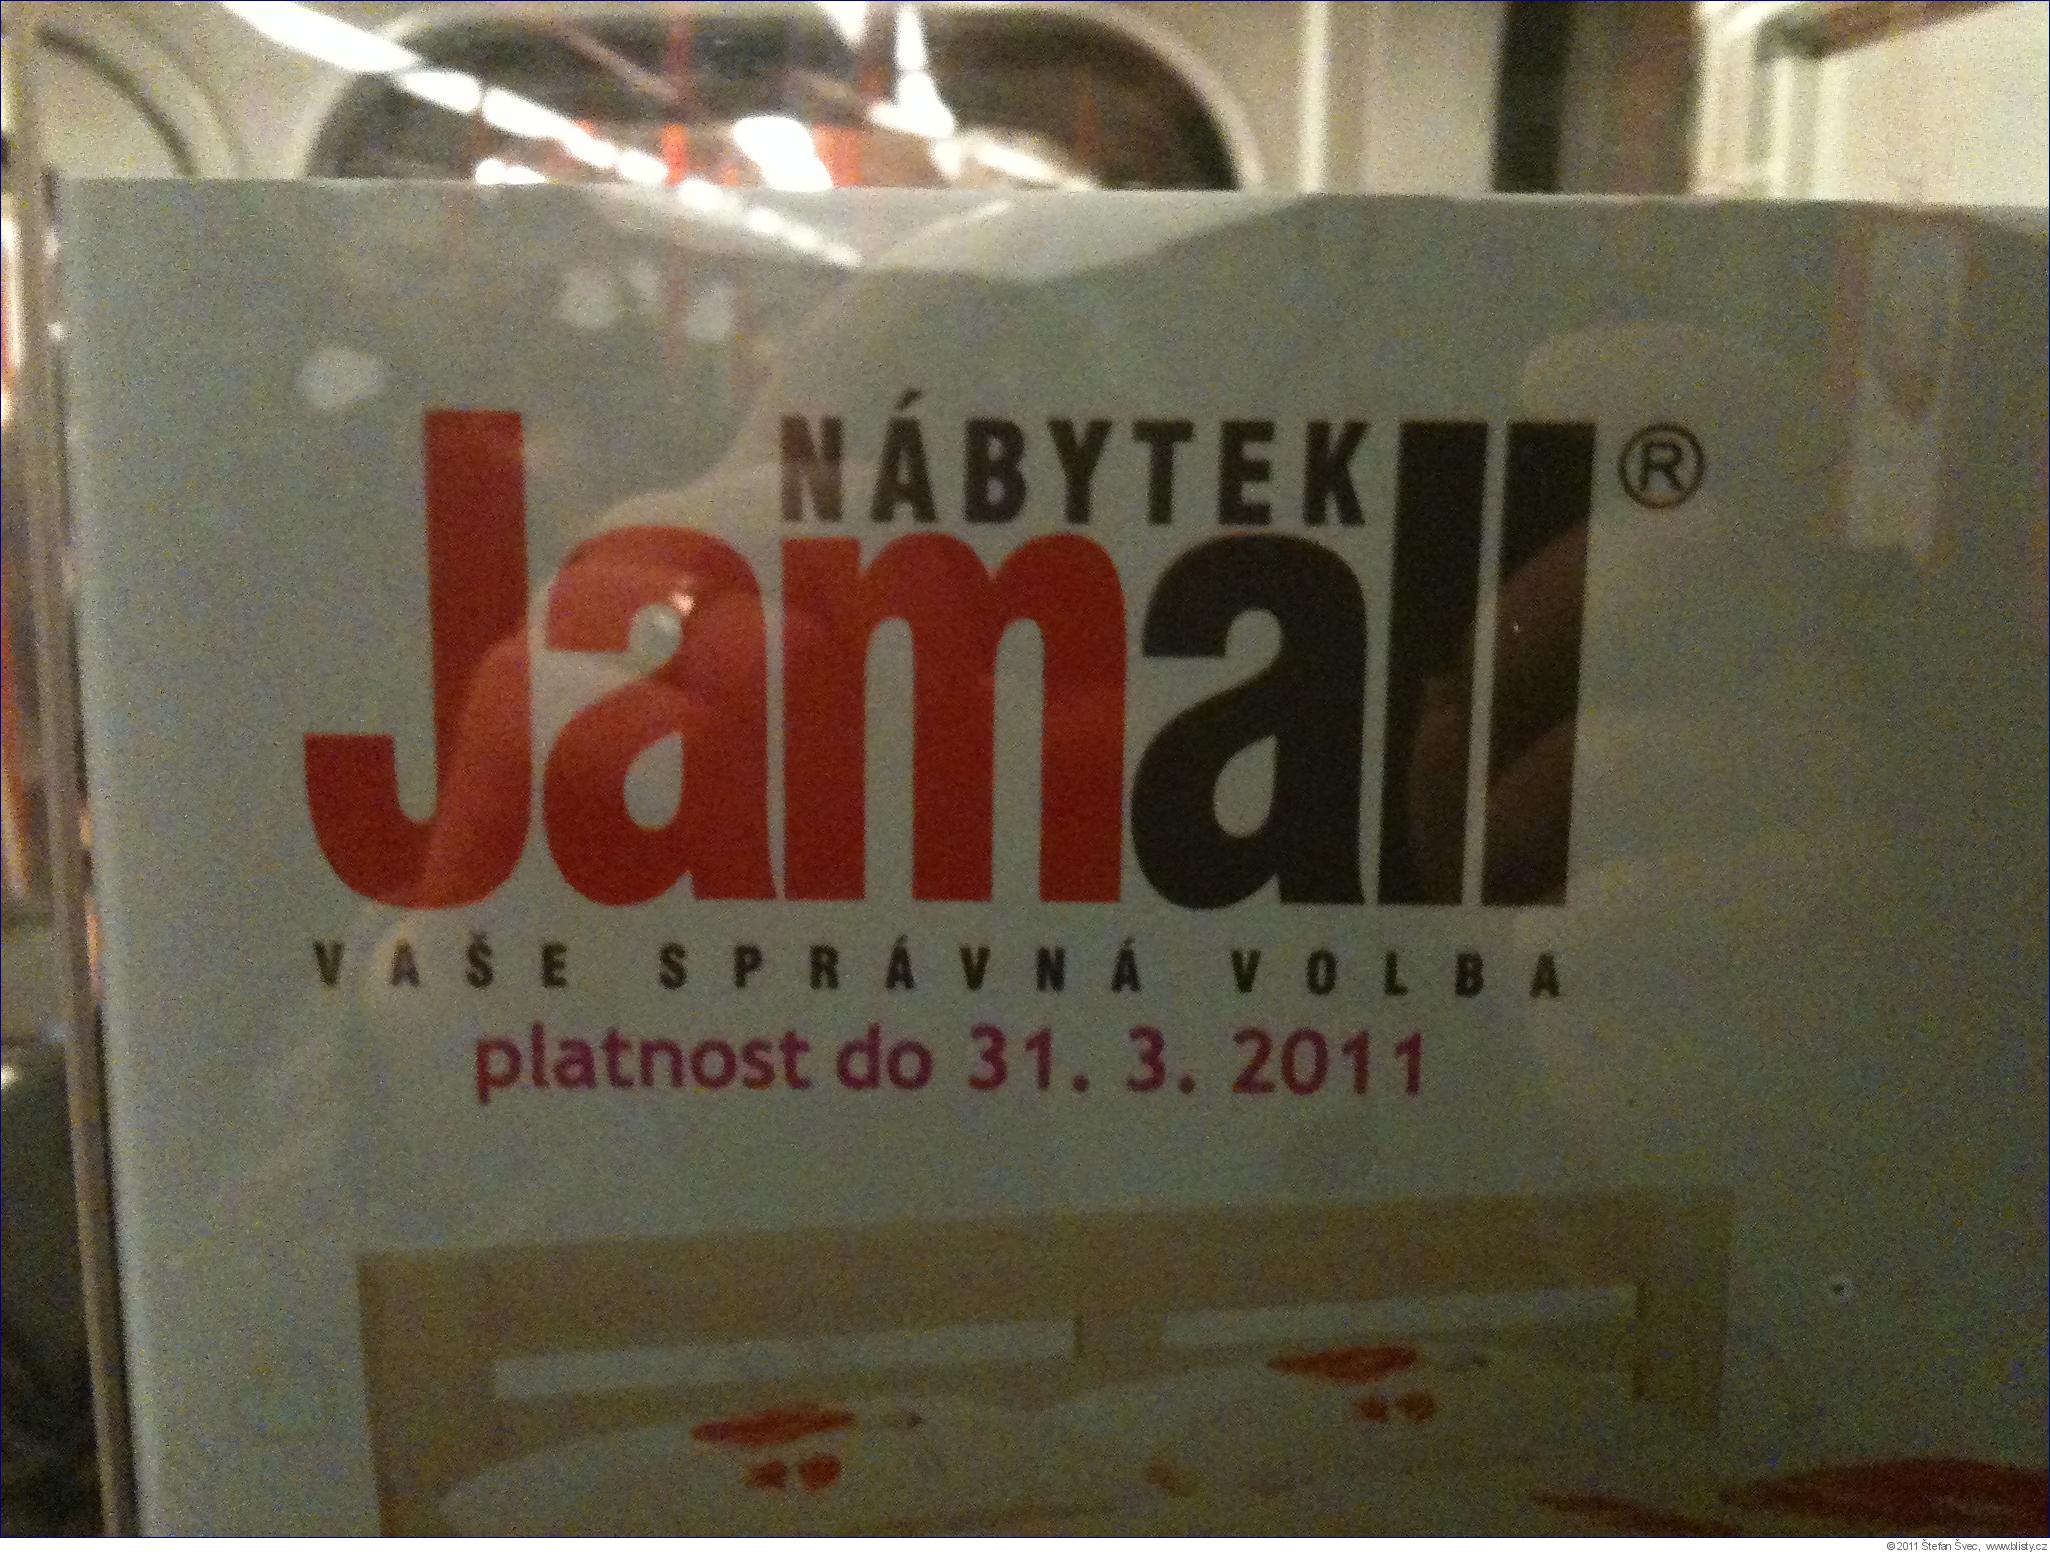 NÁBYTEK
Jamall®
VAŠE SPRÁVNÁ VOLBA
platnost do 31. 3. 2011
©2011 Štefan Švec, www.blisty.cz